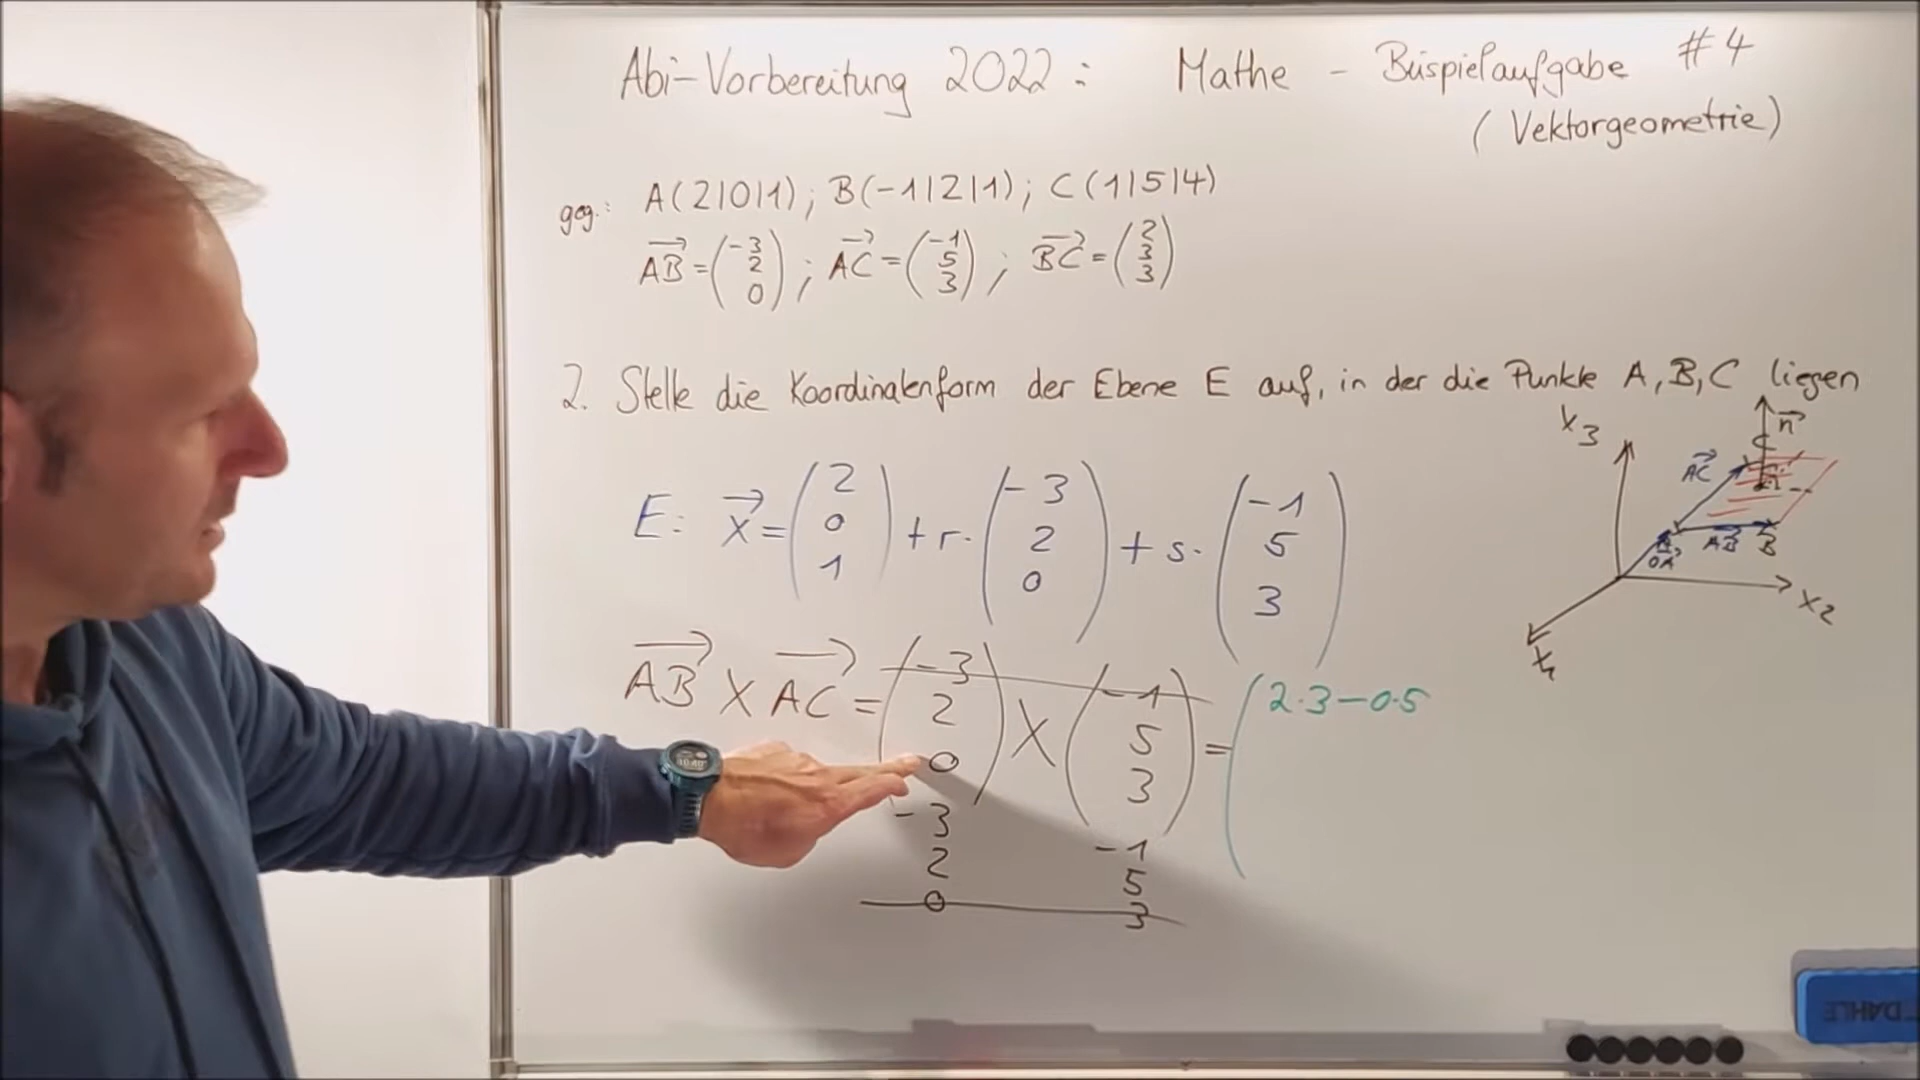 Abi-Vorbereitung 2022: Mathe - Beispielaufgabe #4
(Vektorgeometrie)
geg.: A(2|0|1); B(-1|2|1); C(1|5|4)
AB = (-3 2 0); AC = (-1 5 3); BC = (2 3 3)
2. Stelle die Koordinatenform der Ebene E auf, in der die Punkte A, B, C liegen
E: x = (2 0 1) + r · (-3 2 0) + s · (-1 5 3)
x3
n
C
AC
AB
B
A
OA
x2
x1
AB X AC = (-3 2 0) X (-1 5 3) = ( 2·3-0·5
-3 -1
2 5
0 3
DAHLE